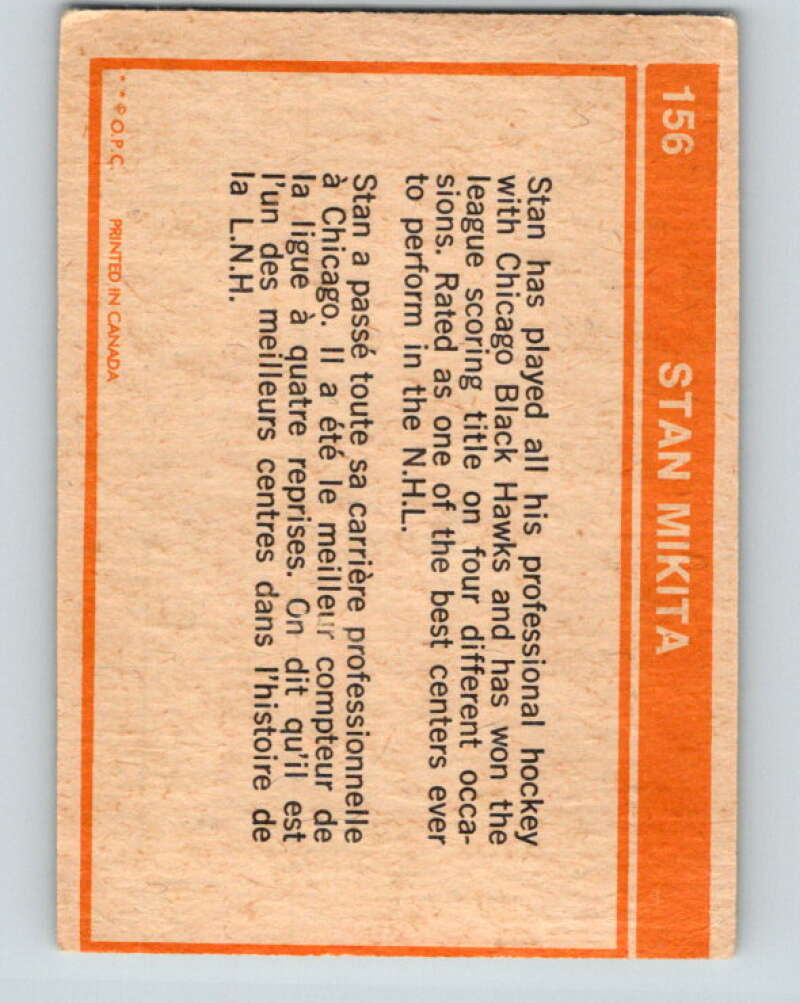 156 STAN MIKITA
Stan has played all his professional hockey
with Chicago Black Hawks and has won the
league scoring title on four different occa-
sions. Rated as one of the best centers ever
to perform in the N.H.L.
Stan a passé toute sa carrière professionnelle
à Chicago. Il a été le meilleur compteur de
la ligue à quatre reprises. On dit qu'il est
l'un des meilleurs centres dans l'histoire de
la L.N.H.
* * © O.P.C. PRINTED IN CANADA